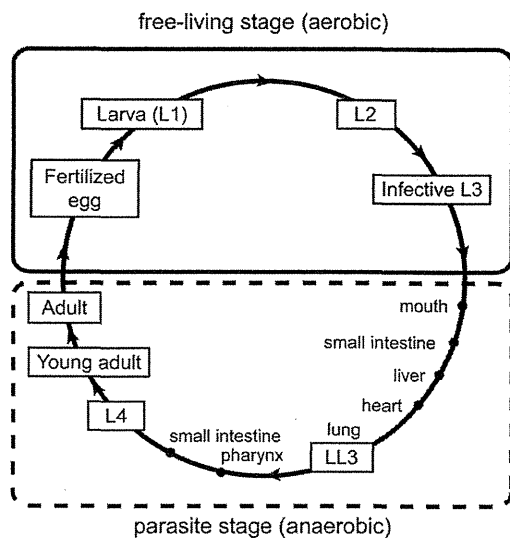 free-living stage (aerobic)
Larva (L1)
L2
Fertilized
egg
Infective L3
Adult
mouth
Young adult
small intestine
liver
L4
heart
lung
LL3
small intestine
pharynx
parasite stage (anaerobic)